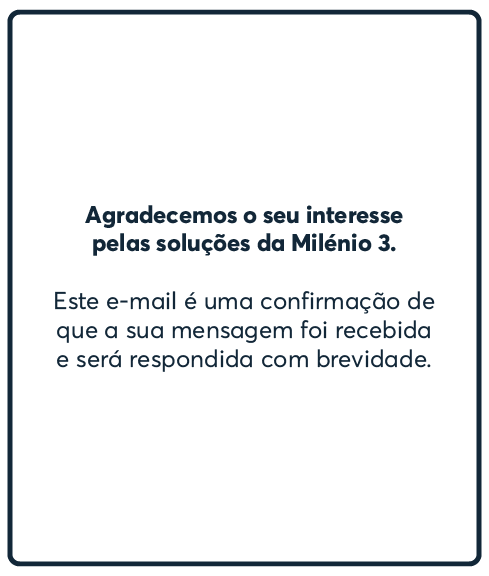 Agradecemos o seu interesse
pelas soluções da Milénio 3.
Este e-mail é uma confirmação de
que a sua mensagem foi recebida
e será respondida com brevidade.